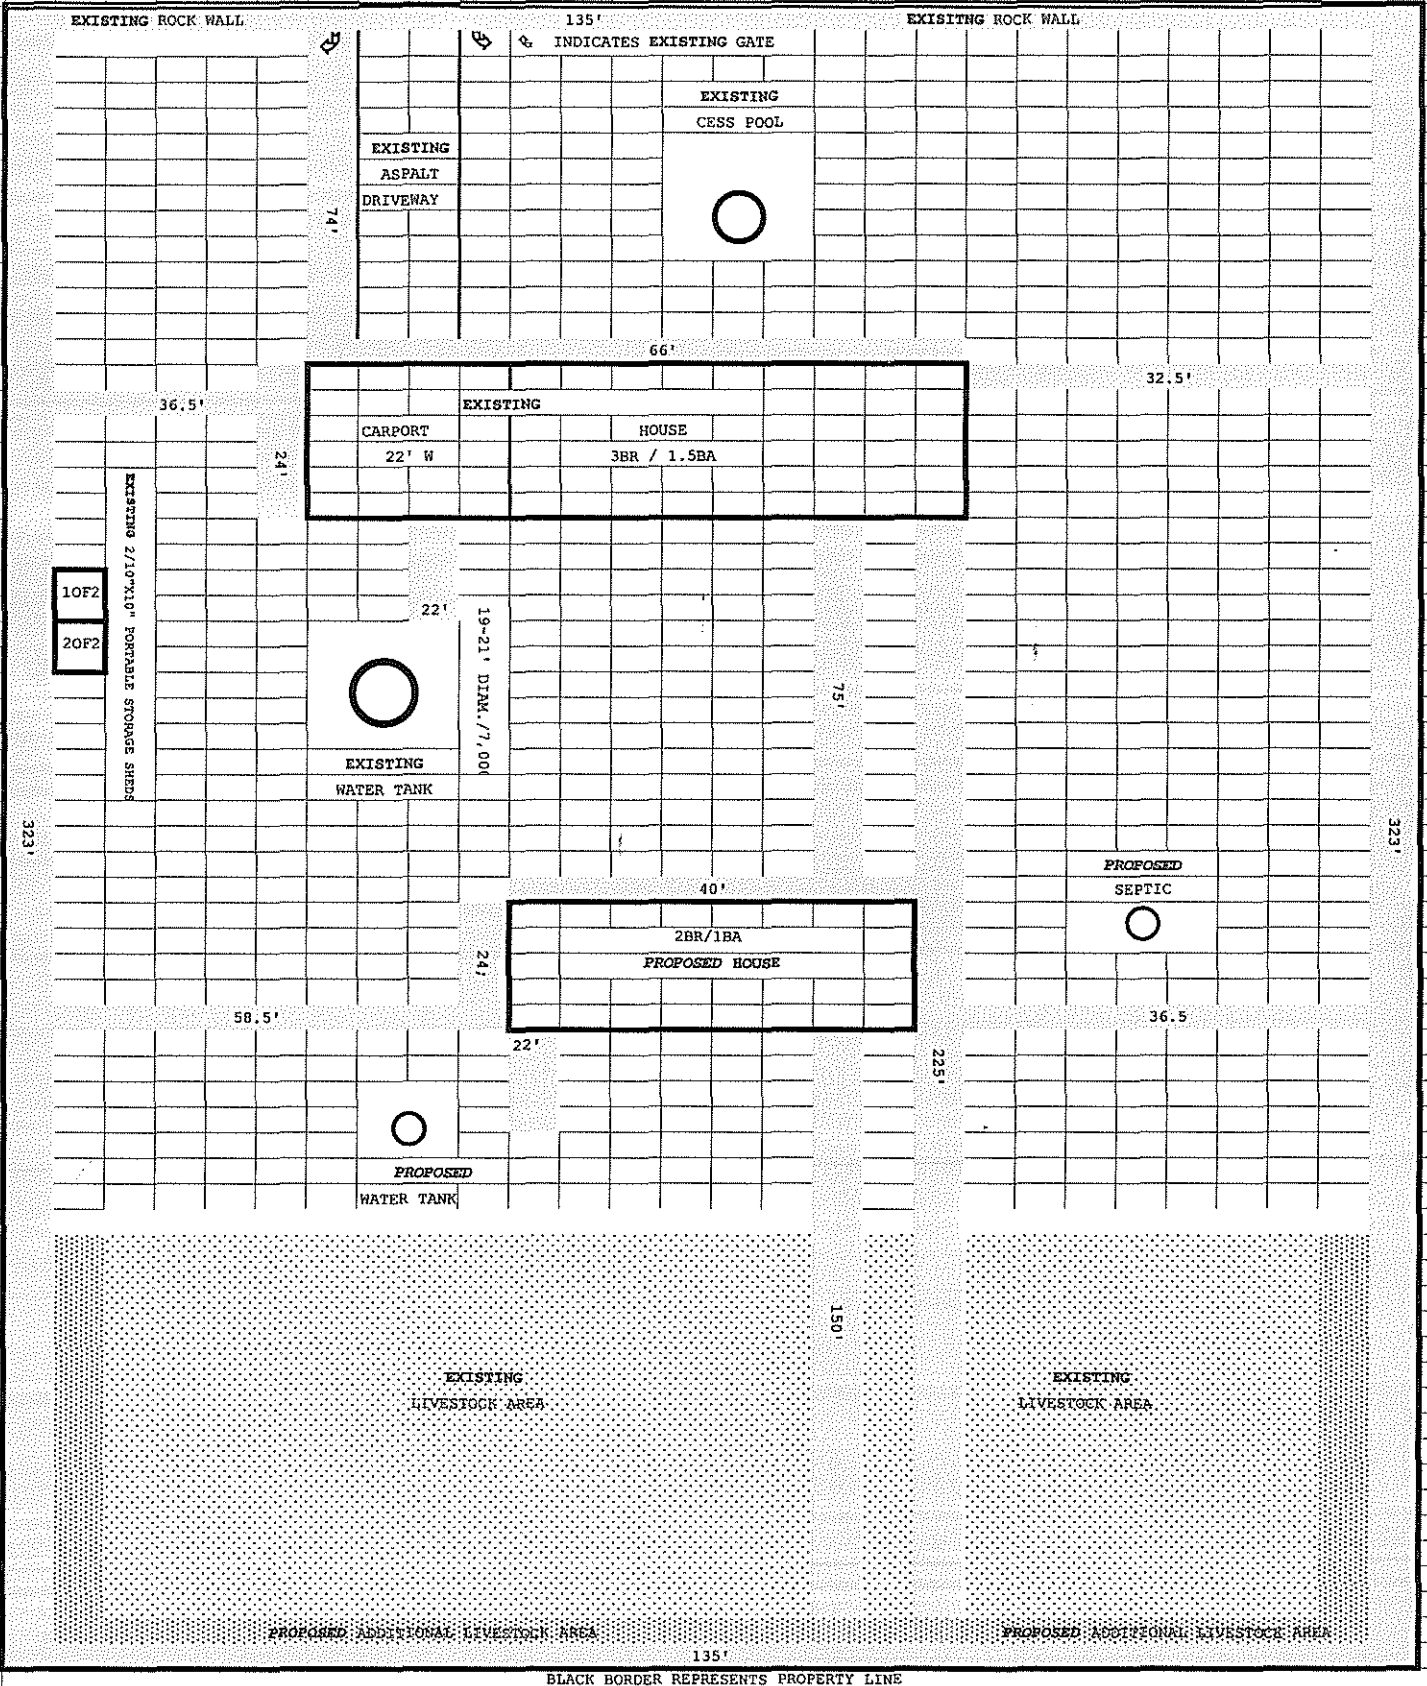 EXISTING ROCK WALL
135'
EXISITNG ROCK WALL
INDICATES EXISTING GATE
EXISTING
CESS POOL
EXISTING
ASPALT
DRIVEWAY
74'
66'
32.5'
36.5'
EXISTING
CARPORT
22' W
HOUSE
3BR / 1.5BA
24'
EXISTING 2/10"X10" PORTABLE STORAGE SHEDS
1OF2
2OF2
22'
19-21' DIAM./7,000
75'
EXISTING
WATER TANK
323'
323'
PROPOSED
SEPTIC
40'
2BR/1BA
PROPOSED HOUSE
24;
58.5'
36.5
22'
225'
PROPOSED
WATER TANK
150'
EXISTING
LIVESTOCK AREA
EXISTING
LIVESTOCK AREA
PROPOSED ADDITIONAL LIVESTOCK AREA
PROPOSED ADDITIONAL LIVESTOCK AREA
135'
BLACK BORDER REPRESENTS PROPERTY LINE